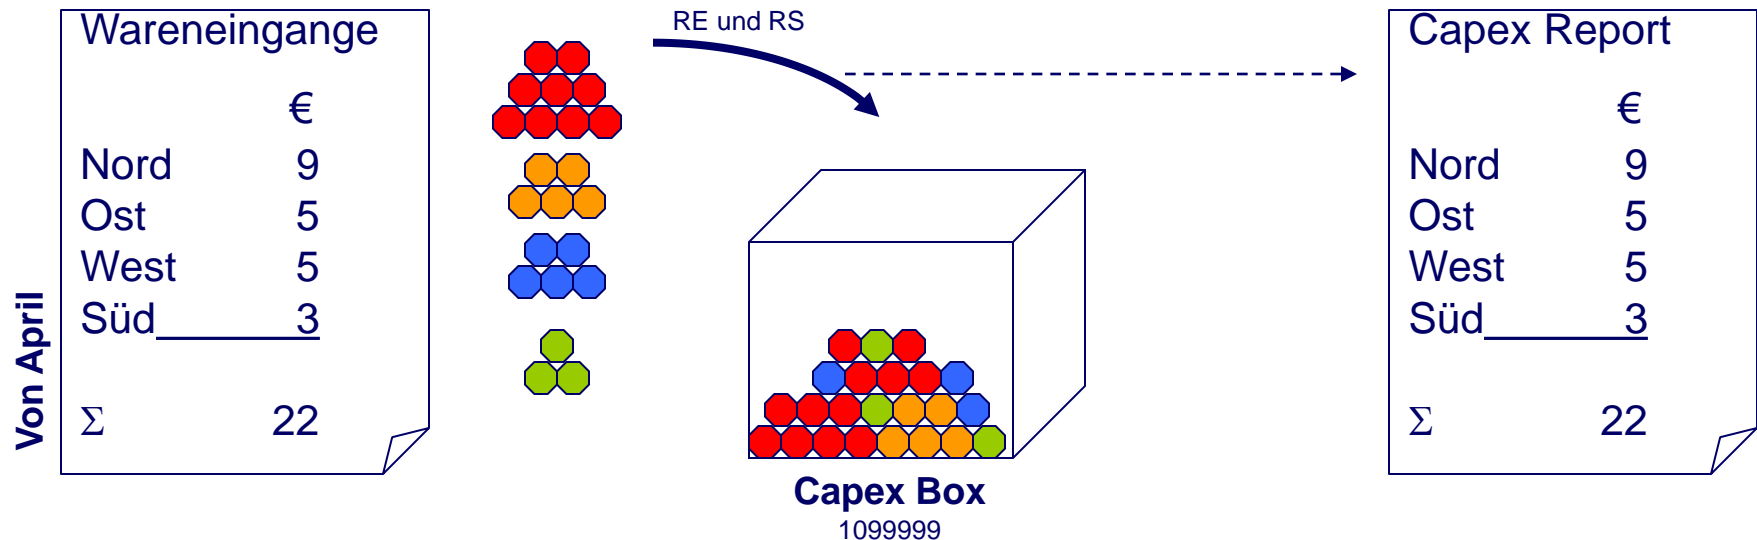 Wareneingange
€
Nord 9
Ost 5
West 5
Süd 3
Σ 22
Von April
RE und RS
Capex Box
1099999
Capex Report
€
Nord 9
Ost 5
West 5
Süd 3
Σ 22